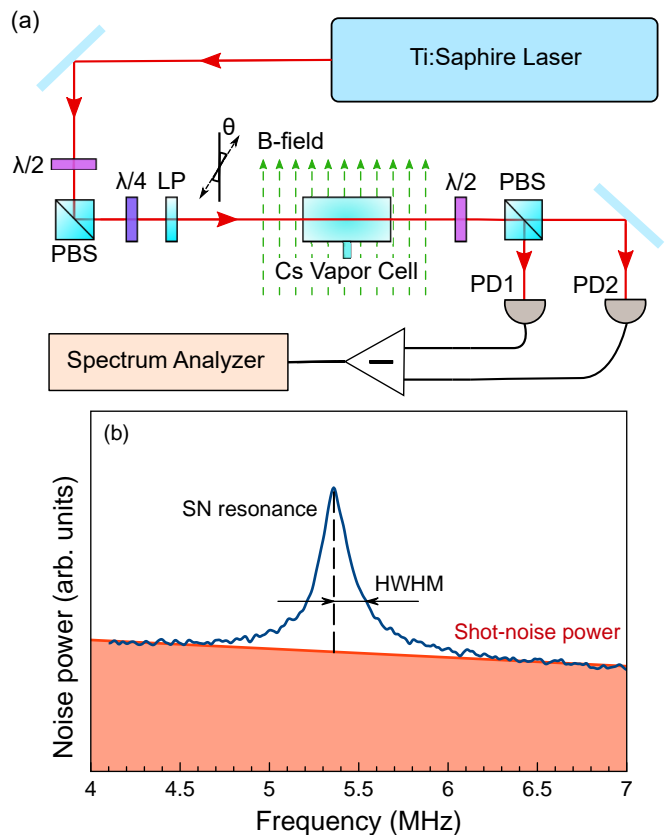 (a)
Ti:Saphire Laser
λ/2
θ
B-field
λ/4 LP
λ/2
PBS
PBS
Cs Vapor Cell
PD1
PD2
Spectrum Analyzer
(b)
SN resonance
HWHM
Shot-noise power
Noise power (arb. units)
4 4.5 5 5.5 6 6.5 7
Frequency (MHz)